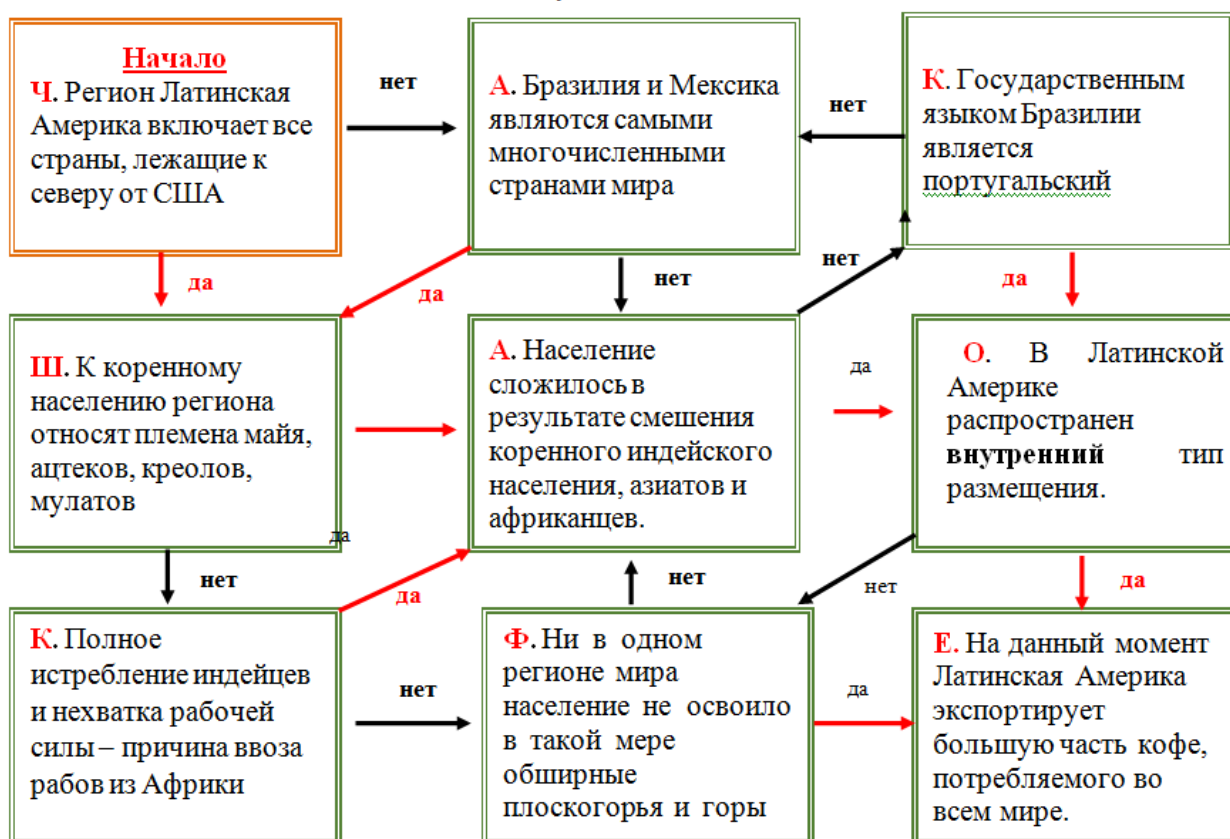 Начало
Ч. Регион Латинская
Америка включает все
страны, лежащие к
северу от США
нет
А. Бразилия и Мексика
являются самыми
многочисленными
странами мира
нет
К. Государственным
языком Бразилии
является
португальский
да
да
нет
нет
да
Ш. К коренному
населению региона
относят племена майя,
ацтеков, креолов,
мулатов
А. Население
сложилось в
результате смешения
коренного индейского
населения, азиатов и
африканцев.
да
О. В Латинской
Америке
распространен
внутренний тип
размещения.
да
нет
да
нет
нет
да
К. Полное
истребление индейцев
и нехватка рабочей
силы – причина ввоза
рабов из Африки
нет
Ф. Ни в одном
регионе мира
население не освоило
в такой мере
обширные
плоскогорья и горы
да
Е. На данный момент
Латинская Америка
экспортирует
большую часть кофе,
потребляемого во
всем мире.